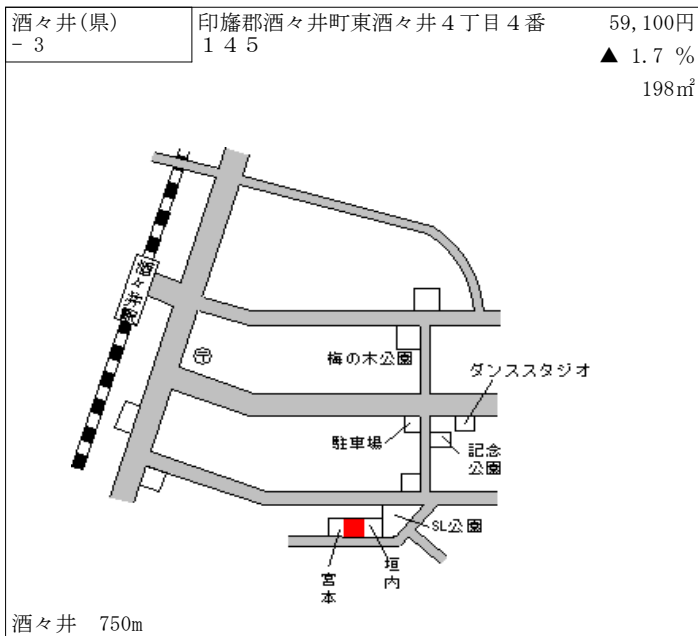 酒々井(県)
- 3
印旛郡酒々井町東酒々井４丁目４番
１４５
59,100円
▲ 1.7 %
198㎡
酒々井駅
〒
梅の木公園
ダンススタジオ
駐車場
記念
公園
SL公園
宮本
垣内
酒々井　750m